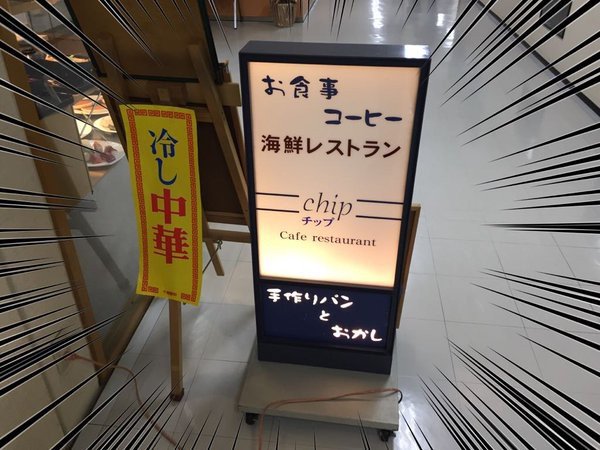 冷し中華
お食事
コーヒー
海鮮レストラン
chip
チップ
Cafe restaurant
手作りパン
と
おかし